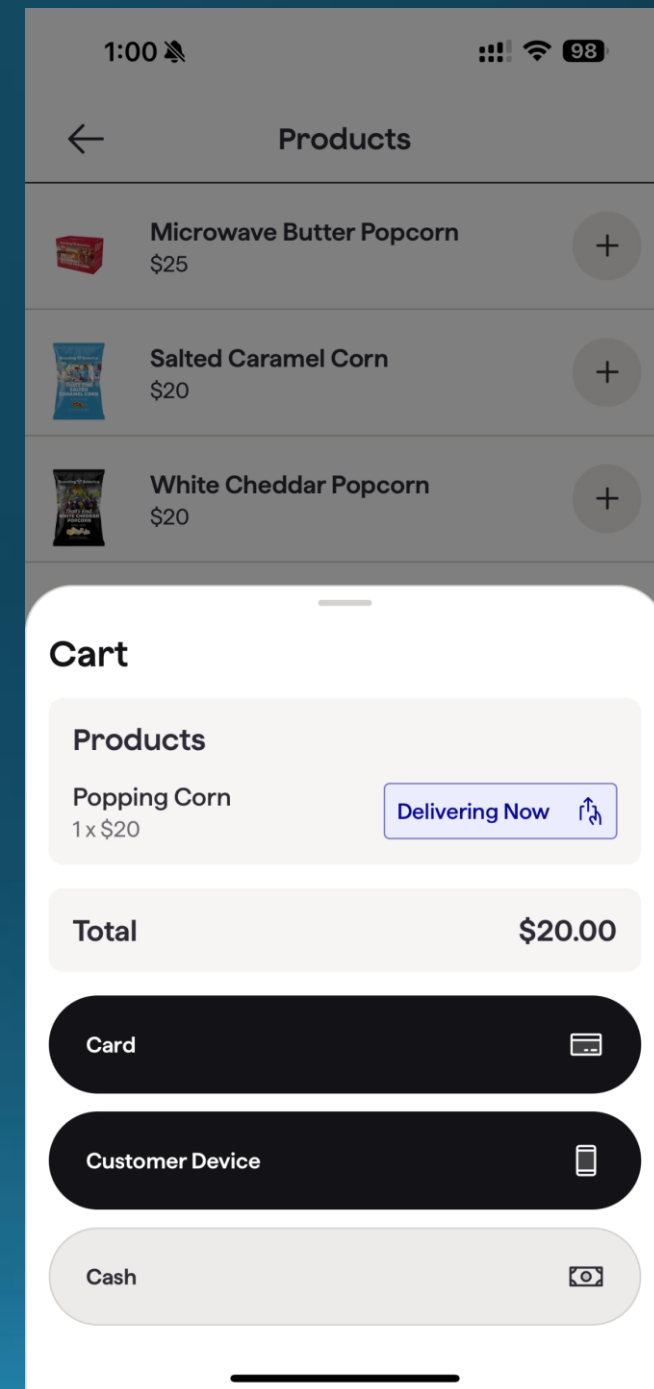 1:00
98
Products
Microwave Butter Popcorn
$25
Salted Caramel Corn
$20
White Cheddar Popcorn
$20
Cart
Products
Popping Corn
1 x $20
Delivering Now
Total
$20.00
Card
Customer Device
Cash